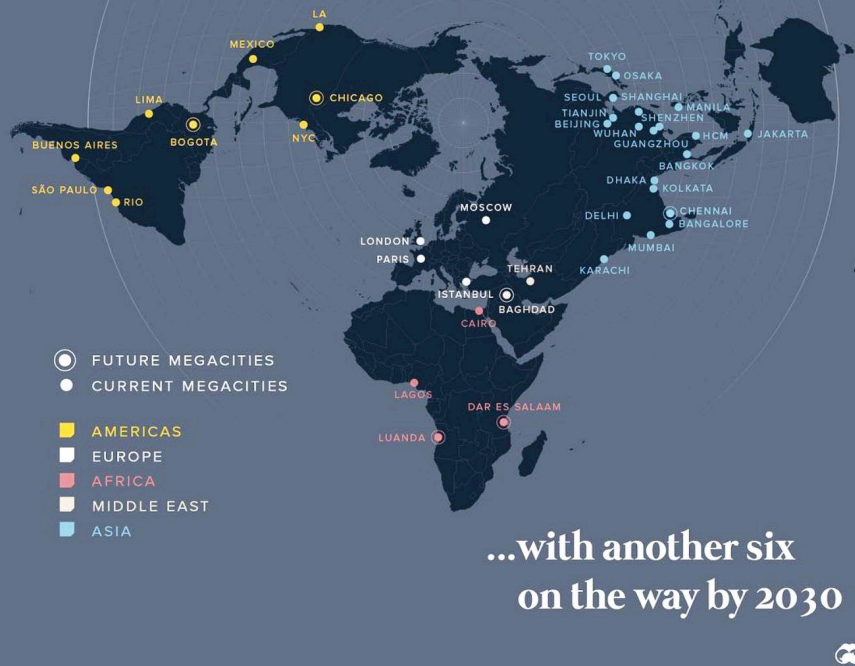 LA
MEXICO
LIMA
CHICAGO
NYC
BOGOTÁ
BUENOS AIRES
SÃO PAULO
RIO
TOKYO
OSAKA
SEOUL
SHANGHAI
MANILA
TIANJIN
SHENZHEN
BEIJING
WUHAN
HCM
JAKARTA
GUANGZHOU
BANGKOK
DHAKA
KOLKATA
MOSCOW
DELHI
CHENNAI
BANGALORE
LONDON
MUMBAI
PARIS
TEHRAN
KARACHI
ISTANBUL
BAGHDAD
CAIRO
FUTURE MEGACITIES
CURRENT MEGACITIES
LAGOS
DAR ES SALAAM
LUANDA
AMERICAS
EUROPE
AFRICA
MIDDLE EAST
ASIA
...with another six
on the way by 2030